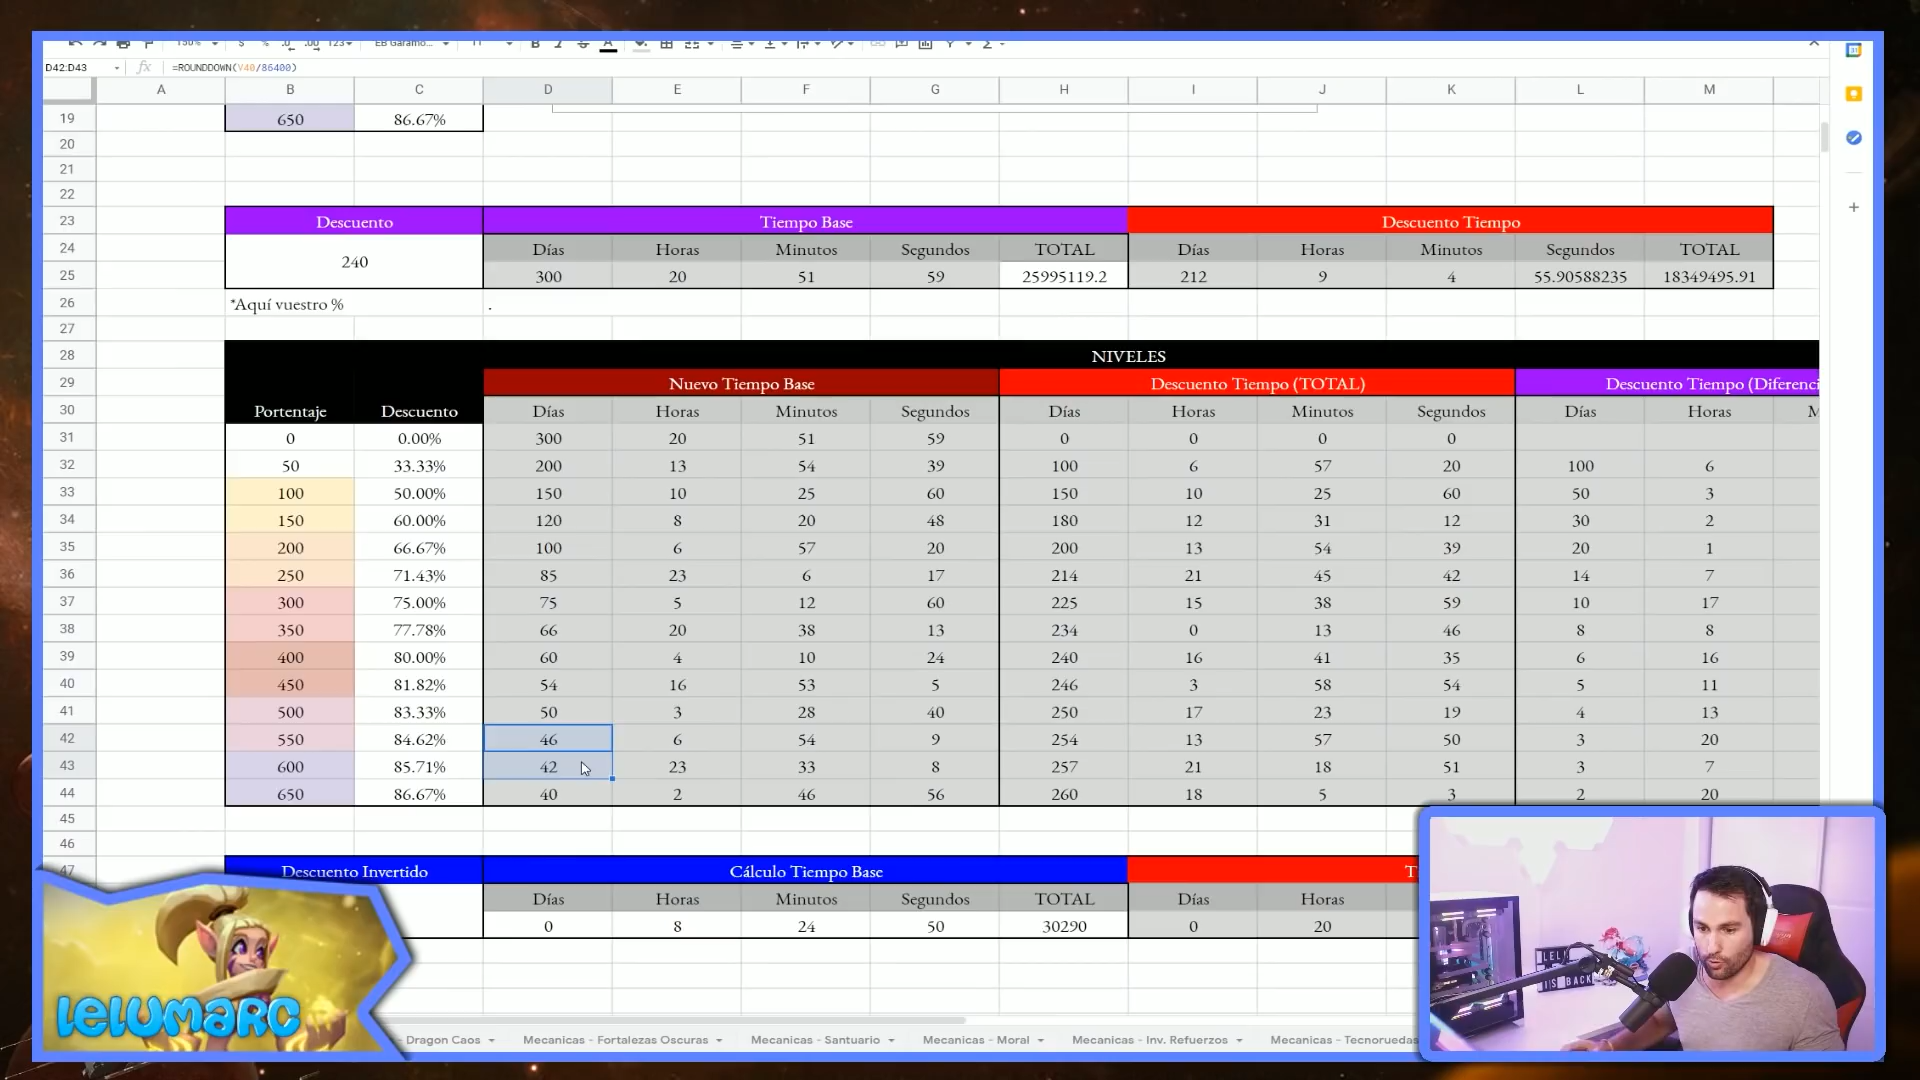 150%
$ % .0 .00 123
EB Garamo...
11
B I S A
Σ
D42:D43
fx
=ROUNDDOWN(V40/86400)
A B C D E F G H I J K L M
19 650 86.67%
20
21
22
23 Descuento Tiempo Base Descuento Tiempo
24 Días Horas Minutos Segundos TOTAL Días Horas Minutos Segundos TOTAL
240
25 300 20 51 59 25995119.2 212 9 4 55.90588235 18349495.91
26 *Aquí vuestro % .
27
28 NIVELES
29 Nuevo Tiempo Base Descuento Tiempo (TOTAL) Descuento Tiempo (Diferenci
30 Portentaje Descuento Días Horas Minutos Segundos Días Horas Minutos Segundos Días Horas M
31 0 0.00% 300 20 51 59 0 0 0 0
32 50 33.33% 200 13 54 39 100 6 57 20 100 6
33 100 50.00% 150 10 25 60 150 10 25 60 50 3
34 150 60.00% 120 8 20 48 180 12 31 12 30 2
35 200 66.67% 100 6 57 20 200 13 54 39 20 1
36 250 71.43% 85 23 6 17 214 21 45 42 14 7
37 300 75.00% 75 5 12 60 225 15 38 59 10 17
38 350 77.78% 66 20 38 13 234 0 13 46 8 8
39 400 80.00% 60 4 10 24 240 16 41 35 6 16
40 450 81.82% 54 16 53 5 246 3 58 54 5 11
41 500 83.33% 50 3 28 40 250 17 23 19 4 13
42 550 84.62% 46 6 54 9 254 13 57 50 3 20
43 600 85.71% 42 23 33 8 257 21 18 51 3 7
44 650 86.67% 40 2 46 56 260 18 5 3 2 20
45
46
47 Descuento Invertido Cálculo Tiempo Base T
Días Horas Minutos Segundos TOTAL Días Horas
0 8 24 50 30290 0 20
LELUMARC
LEL
IS BACK
- Dragon Caos Mecanicas - Fortalezas Oscuras Mecanicas - Santuario Mecanicas - Moral Mecanicas - Inv. Refuerzos Mecanicas - Tecnoruedas